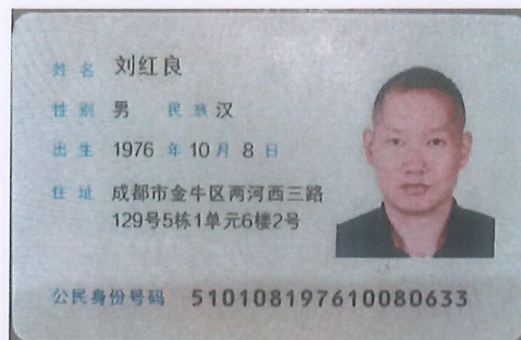 姓名 刘红良
性别 男 民族 汉
出生 1976 年 10 月 8 日
住址 成都市金牛区两河西三路
129号5栋1单元6楼2号
公民身份号码 510108197610080633